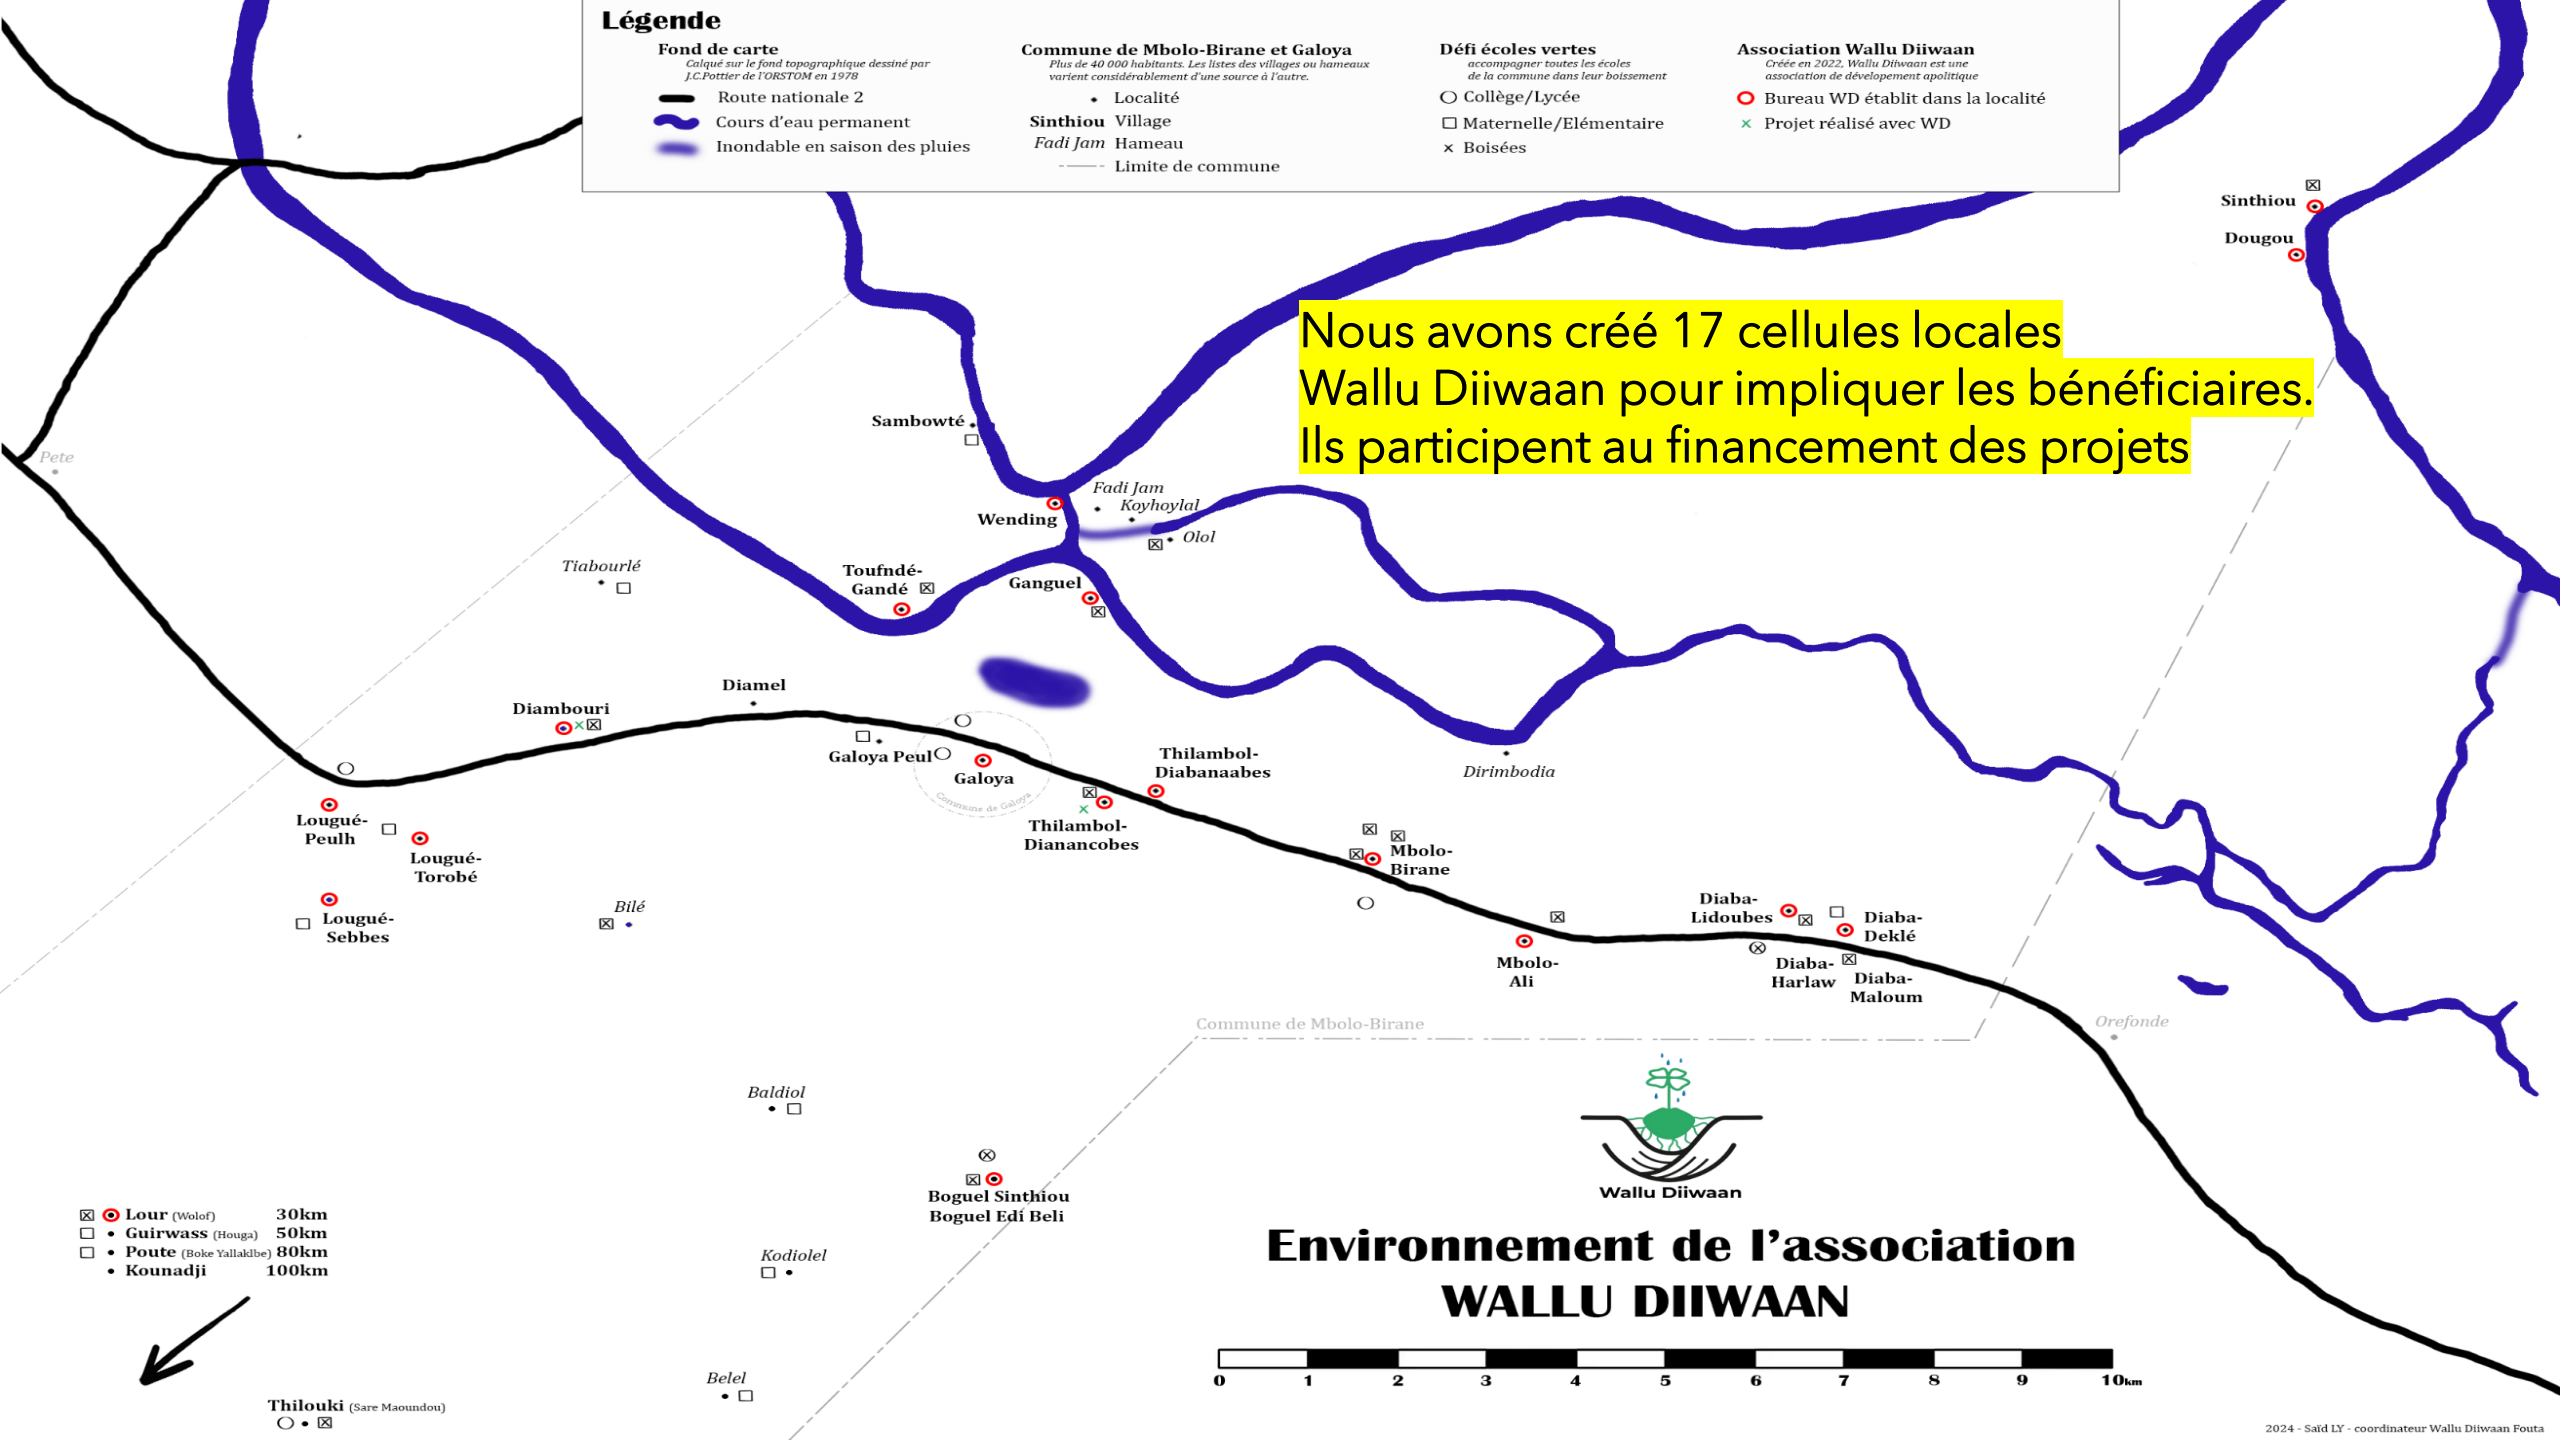 Légende
Fond de carte
Calqué sur le fond topographique dessiné par
J.C.Pottier de l'ORSTOM en 1978
Route nationale 2
Cours d'eau permanent
Inondable en saison des pluies
Commune de Mbolo-Birane et Galoya
Plus de 40 000 habitants. Les listes des villages ou hameaux
varient considérablement d'une source à l'autre.
Localité
Sinthiou Village
Fadi Jam Hameau
Limite de commune
Défi écoles vertes
accompagner toutes les écoles
de la commune dans leur boissement
Collège/Lycée
Maternelle/Elémentaire
Boisées
Association Wallu Diiwaan
Créée en 2022, Wallu Diiwaan est une
association de dévelopement apolitique
Bureau WD établit dans la localité
Projet réalisé avec WD
Sinthiou
Dougou
Nous avons créé 17 cellules locales
Wallu Diiwaan pour impliquer les bénéficiaires.
Ils participent au financement des projets
Sambowté
Pete
Fadi Jam
Koyhoylal
Wending
Olol
Tiabourlé
Toufndé-
Gandé
Ganguel
Diamel
Diambouri
Galoya Peul
Galoya
Commune de Galoya
Thilambol-
Diabanaabes
Dirimbodia
Lougué-
Peulh
Lougué-
Torobé
Thilambol-
Dianancobes
Mbolo-
Birane
Lougué-
Sebbes
Bilé
Diaba-
Lidoubes
Diaba-
Deklé
Mbolo-
Ali
Diaba-
Harlaw
Diaba-
Maloum
Commune de Mbolo-Birane
Orefonde
Baldiol
Boguel Sinthiou
Boguel Edi Beli
Wallu Diiwaan
Lour (Wolof) 30km
Guirwass (Houga) 50km
Poute (Boke Yallaklbe) 80km
Kounadji 100km
Kodiolel
Environnement de l'association
WALLU DIIWAAN
Belel
0 1 2 3 4 5 6 7 8 9 10km
Thilouki (Sare Maoundou)
2024 - Saïd LY - coordinateur Wallu Diiwaan Fouta